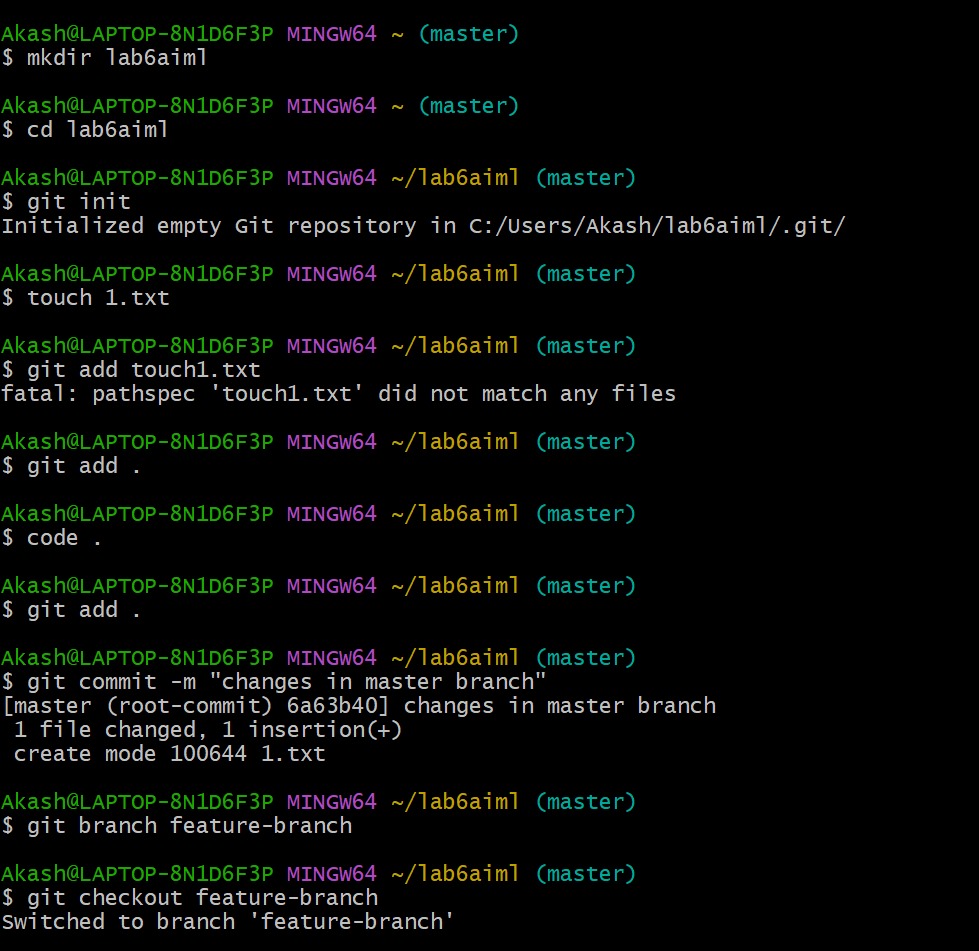 Akash@LAPTOP-8N1D6F3P MINGW64 ~ (master)
$ mkdir lab6aiml
Akash@LAPTOP-8N1D6F3P MINGW64 ~ (master)
$ cd lab6aiml
Akash@LAPTOP-8N1D6F3P MINGW64 ~/lab6aiml (master)
$ git init
Initialized empty Git repository in C:/Users/Akash/lab6aiml/.git/
Akash@LAPTOP-8N1D6F3P MINGW64 ~/lab6aiml (master)
$ touch 1.txt
Akash@LAPTOP-8N1D6F3P MINGW64 ~/lab6aiml (master)
$ git add touch1.txt
fatal: pathspec 'touch1.txt' did not match any files
Akash@LAPTOP-8N1D6F3P MINGW64 ~/lab6aiml (master)
$ git add .
Akash@LAPTOP-8N1D6F3P MINGW64 ~/lab6aiml (master)
$ code .
Akash@LAPTOP-8N1D6F3P MINGW64 ~/lab6aiml (master)
$ git add .
Akash@LAPTOP-8N1D6F3P MINGW64 ~/lab6aiml (master)
$ git commit -m "changes in master branch"
[master (root-commit) 6a63b40] changes in master branch
 1 file changed, 1 insertion(+)
 create mode 100644 1.txt
Akash@LAPTOP-8N1D6F3P MINGW64 ~/lab6aiml (master)
$ git branch feature-branch
Akash@LAPTOP-8N1D6F3P MINGW64 ~/lab6aiml (master)
$ git checkout feature-branch
Switched to branch 'feature-branch'